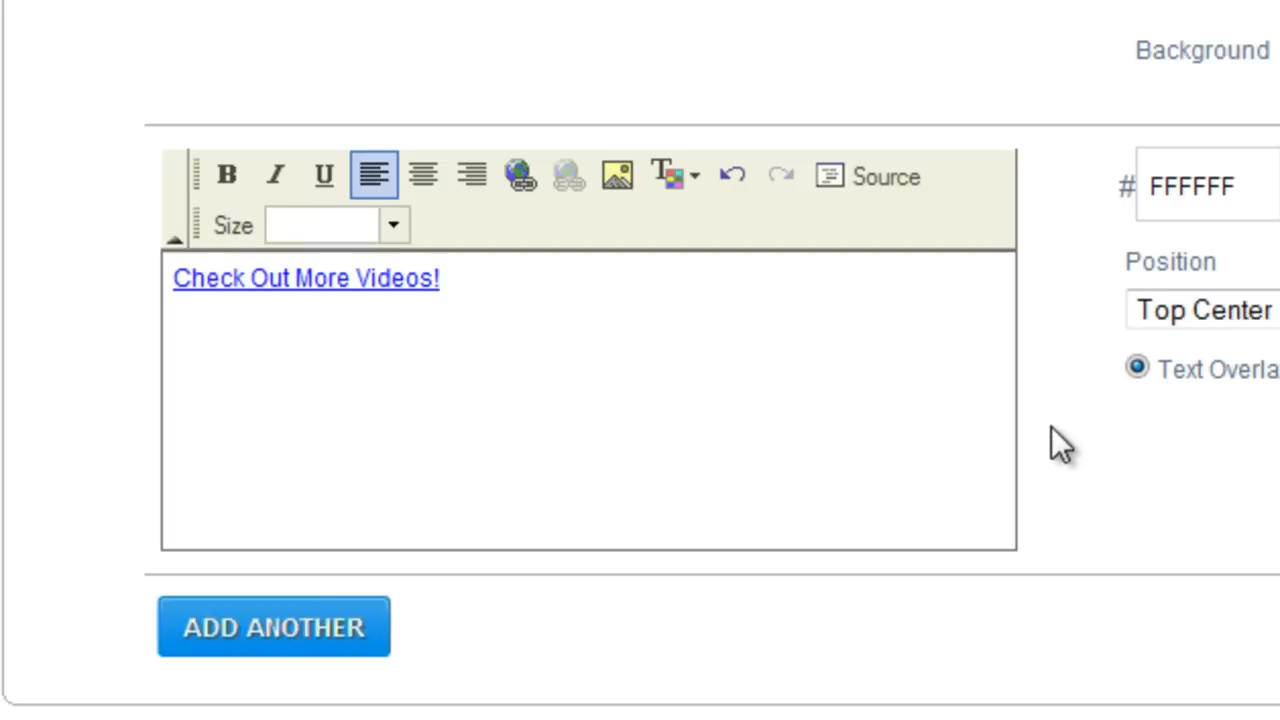 Background
B I U Source
# FFFFFF
Size
Position
Check Out More Videos!
Top Center
Text Overla
ADD ANOTHER